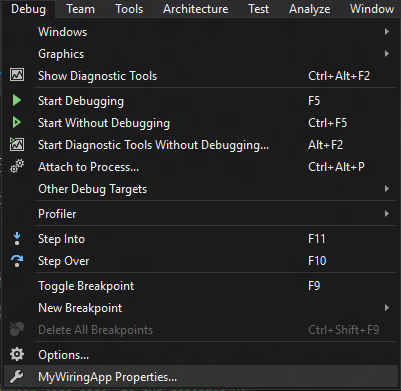 Debug Team Tools Architecture Test Analyze Window
Windows
Graphics
Show Diagnostic Tools Ctrl+Alt+F2
Start Debugging F5
Start Without Debugging Ctrl+F5
Start Diagnostic Tools Without Debugging... Alt+F2
Attach to Process... Ctrl+Alt+P
Other Debug Targets
Profiler
Step Into F11
Step Over F10
Toggle Breakpoint F9
New Breakpoint
Delete All Breakpoints Ctrl+Shift+F9
Options...
MyWiringApp Properties...